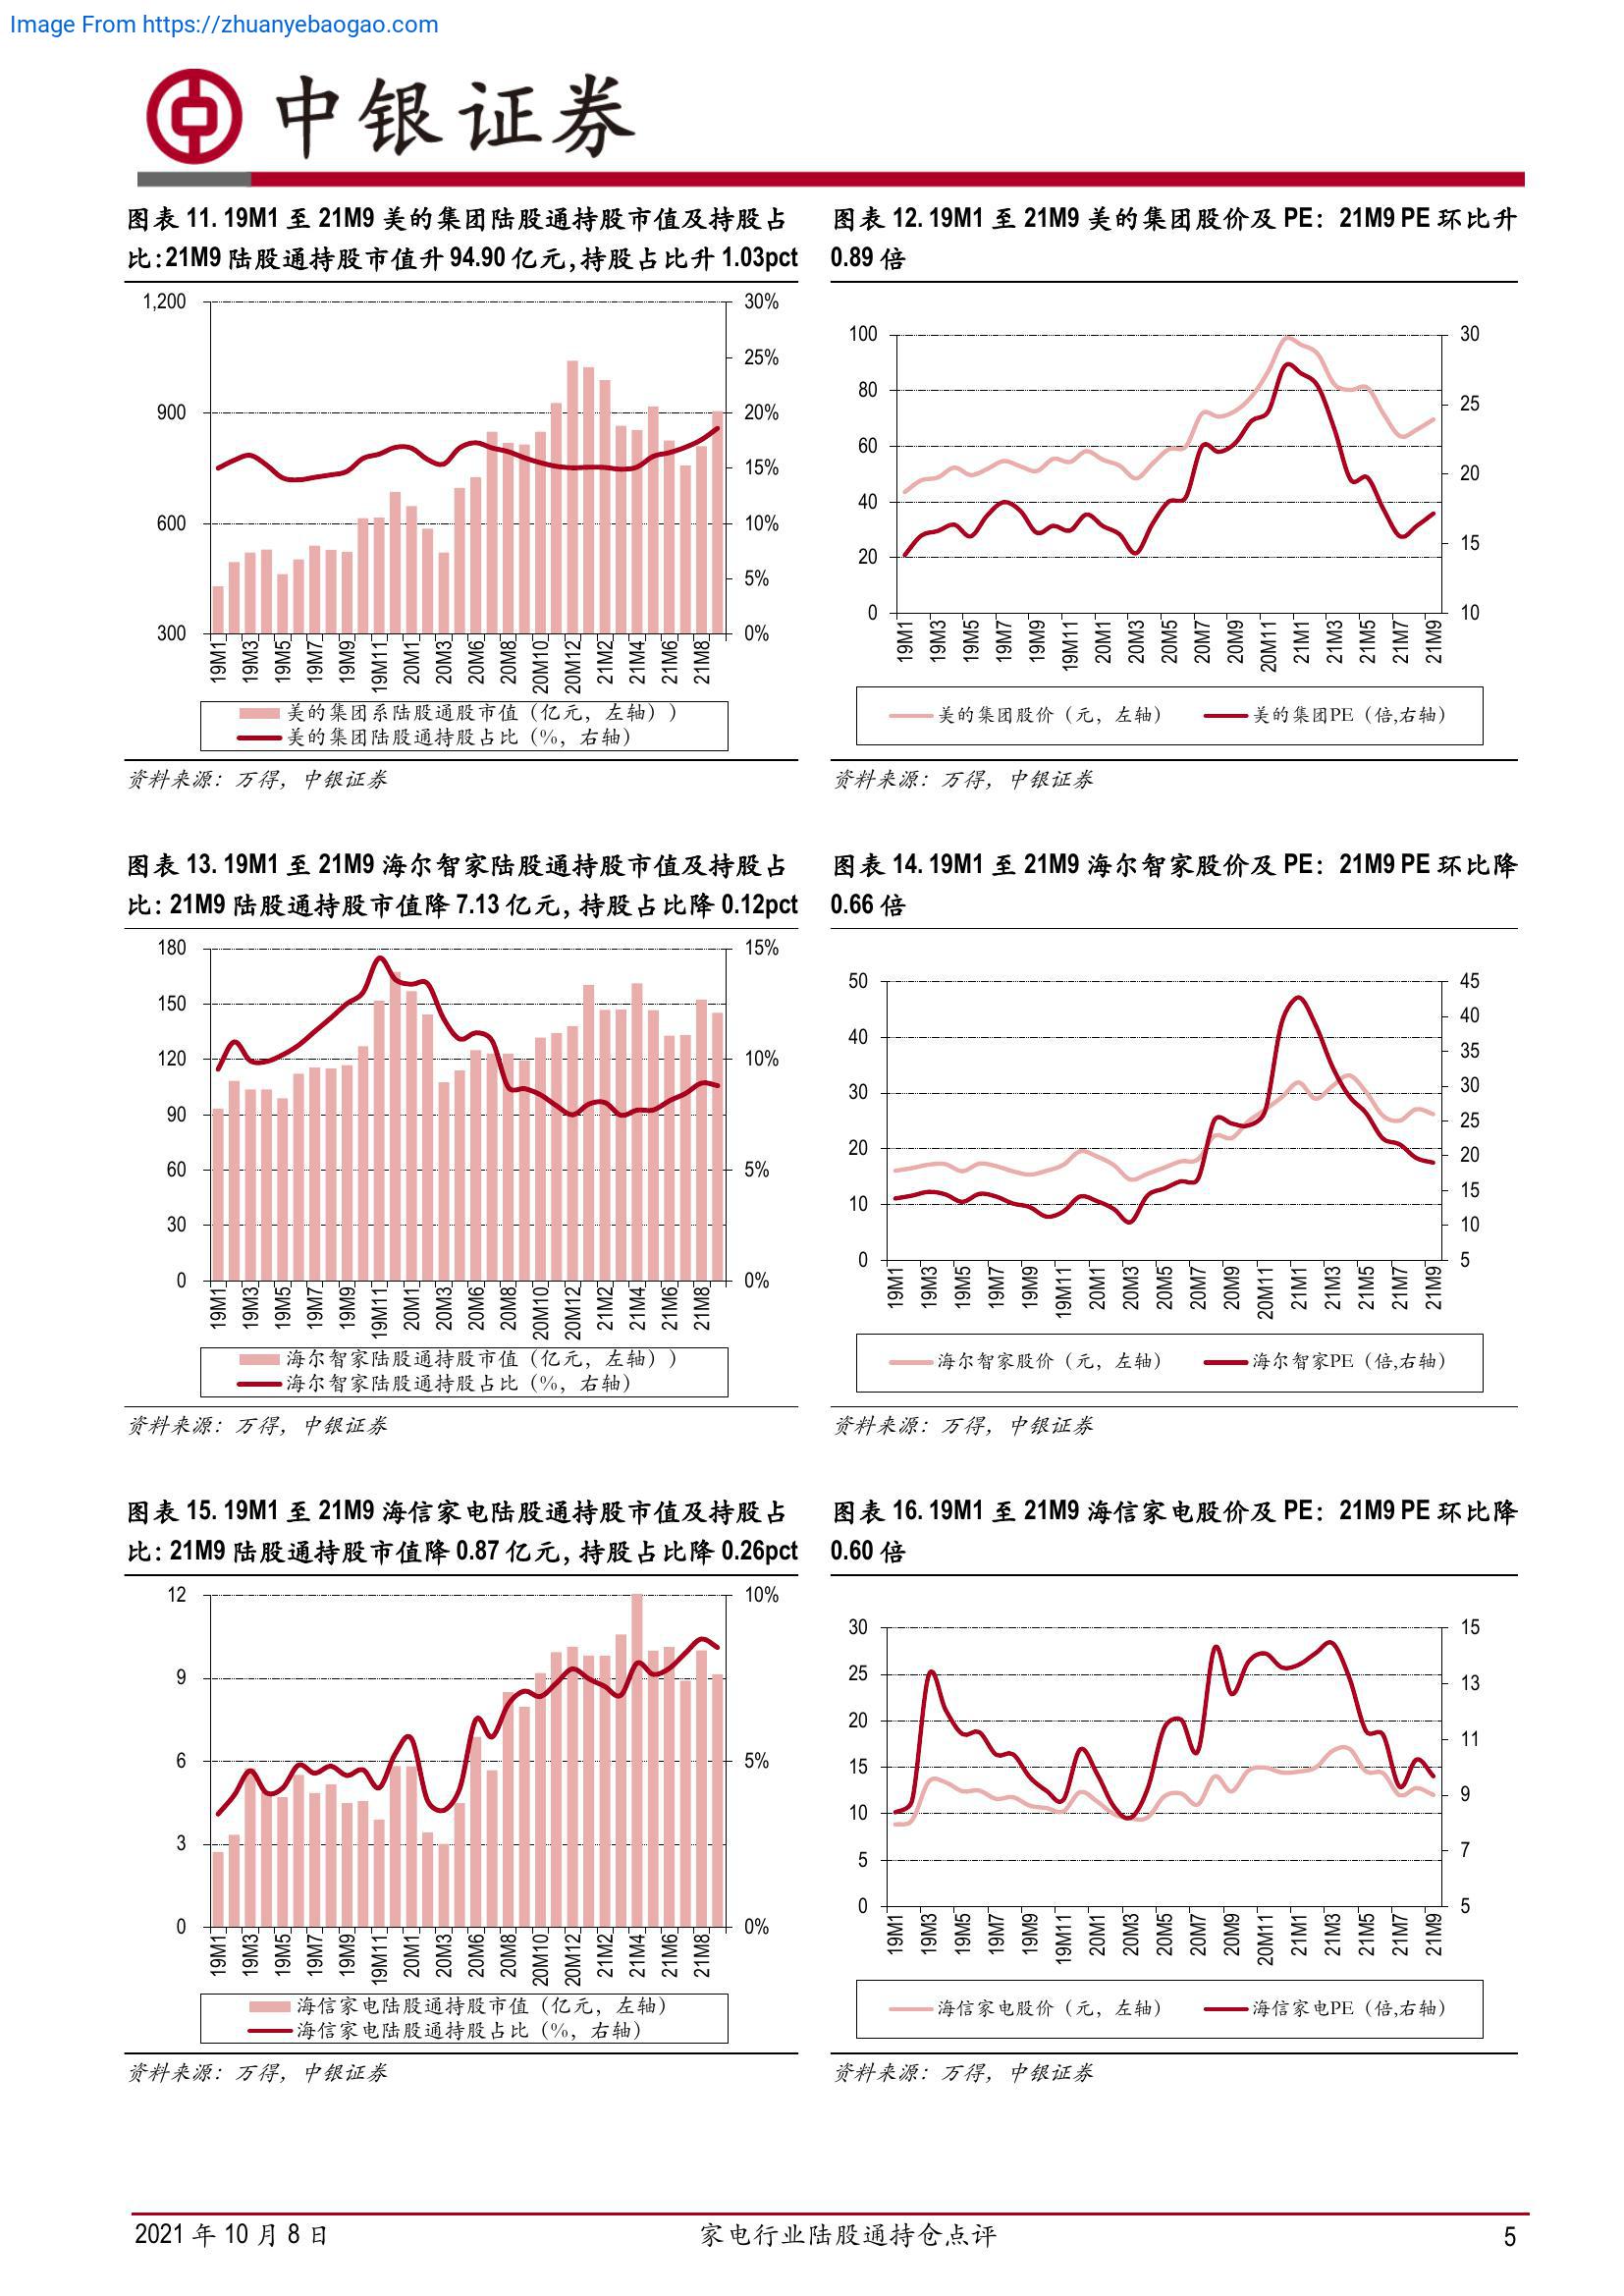 Image From https://zhuanyebaogao.com
中银证券
图表 11. 19M1 至 21M9 美的集团陆股通持股市值及持股占
比：21M9 陆股通持股市值升 94.90 亿元，持股占比升 1.03pct
1,200
900
600
300
30%
25%
20%
15%
10%
5%
0%
19M1
19M3
19M5
19M7
19M9
19M11
20M1
20M3
20M6
20M8
20M10
20M12
21M2
21M4
21M6
21M8
美的集团系陆股通股市值（亿元，左轴））
美的集团陆股通持股占比（%，右轴）
资料来源：万得，中银证券
图表 12. 19M1 至 21M9 美的集团股价及 PE：21M9 PE 环比升
0.89 倍
100
80
60
40
20
0
30
25
20
15
10
19M1
19M3
19M5
19M7
19M9
19M11
20M1
20M3
20M5
20M7
20M9
20M11
21M1
21M3
21M5
21M7
21M9
美的集团股价（元，左轴）
美的集团PE（倍,右轴）
资料来源：万得，中银证券
图表 13. 19M1 至 21M9 海尔智家陆股通持股市值及持股占
比：21M9 陆股通持股市值降 7.13 亿元，持股占比降 0.12pct
180
150
120
90
60
30
0
15%
10%
5%
0%
19M1
19M3
19M5
19M7
19M9
19M11
20M1
20M3
20M6
20M8
20M10
20M12
21M2
21M4
21M6
21M8
海尔智家陆股通持股市值（亿元，左轴））
海尔智家陆股通持股占比（%，右轴）
资料来源：万得，中银证券
图表 14. 19M1 至 21M9 海尔智家股价及 PE：21M9 PE 环比降
0.66 倍
50
40
30
20
10
0
45
40
35
30
25
20
15
10
5
19M1
19M3
19M5
19M7
19M9
19M11
20M1
20M3
20M5
20M7
20M9
20M11
21M1
21M3
21M5
21M7
21M9
海尔智家股价（元，左轴）
海尔智家PE（倍,右轴）
资料来源：万得，中银证券
图表 15. 19M1 至 21M9 海信家电陆股通持股市值及持股占
比：21M9 陆股通持股市值降 0.87 亿元，持股占比降 0.26pct
12
9
6
3
0
10%
5%
0%
19M1
19M3
19M5
19M7
19M9
19M11
20M1
20M3
20M6
20M8
20M10
20M12
21M2
21M4
21M6
21M8
海信家电陆股通持股市值（亿元，左轴）
海信家电陆股通持股占比（%，右轴）
资料来源：万得，中银证券
图表 16. 19M1 至 21M9 海信家电股价及 PE：21M9 PE 环比降
0.60 倍
30
25
20
15
10
5
0
15
13
11
9
7
5
19M1
19M3
19M5
19M7
19M9
19M11
20M1
20M3
20M5
20M7
20M9
20M11
21M1
21M3
21M5
21M7
21M9
海信家电股价（元，左轴）
海信家电PE（倍,右轴）
资料来源：万得，中银证券
2021 年 10 月 8 日
家电行业陆股通持仓点评
5